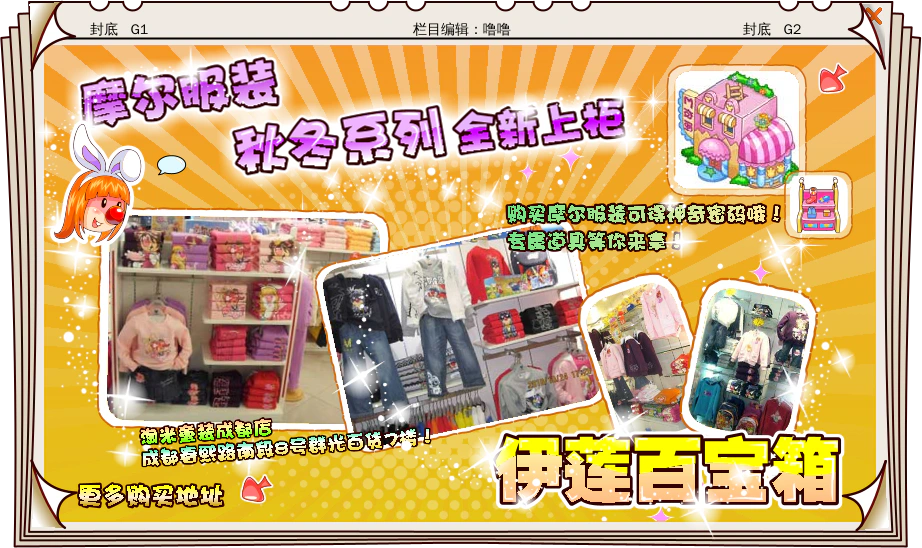 封底 G1
栏目编辑：噜噜
封底 G2
摩尔服装
秋冬系列 全新上柜
购买摩尔服装可得神奇密码哦！
专属道具等你来拿！
淘米童装成都店
成都春熙路南段8号群光百货7楼！
更多购买地址
伊莲百宝箱